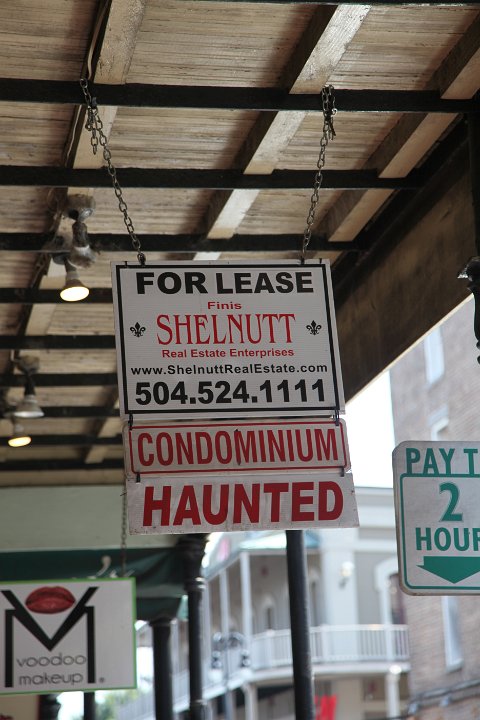 FOR LEASE
Finis
SHELNUTT
Real Estate Enterprises
www.ShelnuttRealEstate.com
504.524.1111
CONDOMINIUM
HAUNTED
PAY T
2
HOUR
M
voodoo
makeup